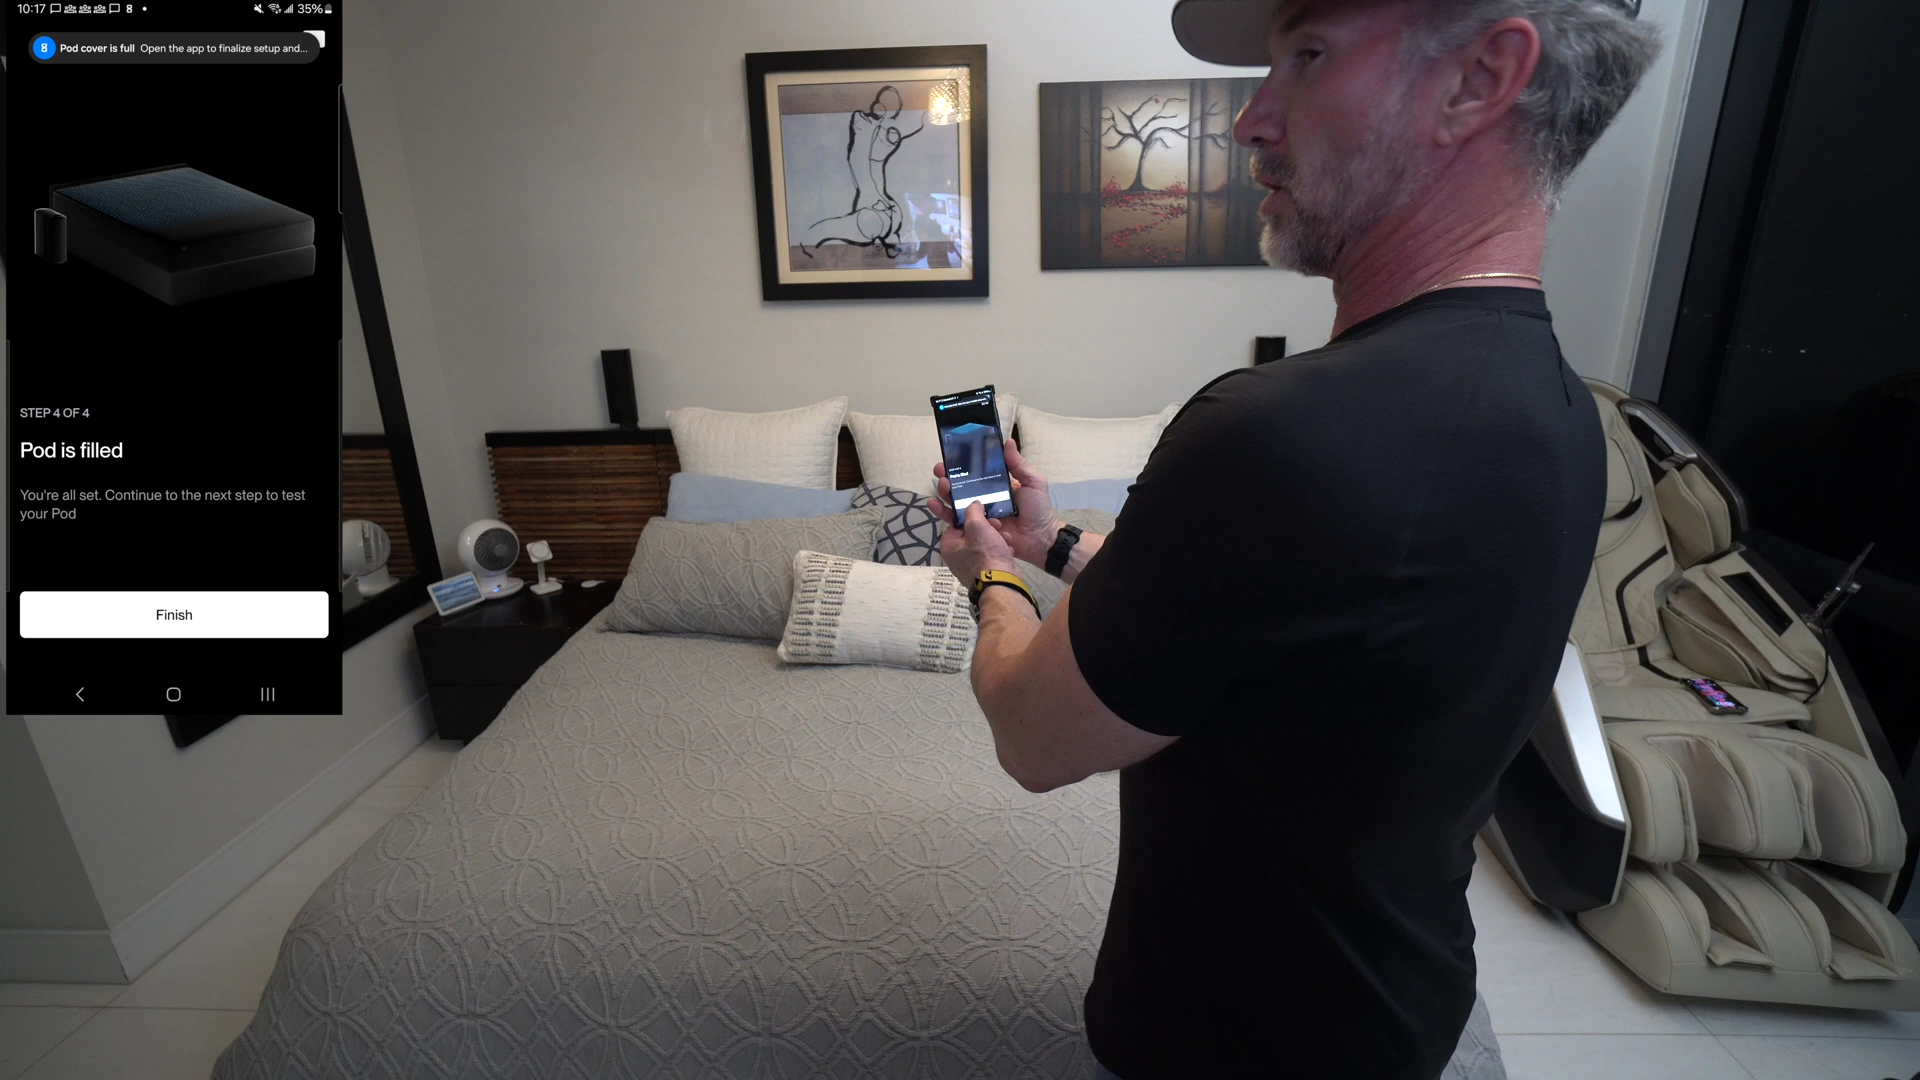 10:17 8 35%
8 Pod cover is full Open the app to finalize setup and...
STEP 4 OF 4
Pod is filled
You're all set. Continue to the next step to test
your Pod
Finish